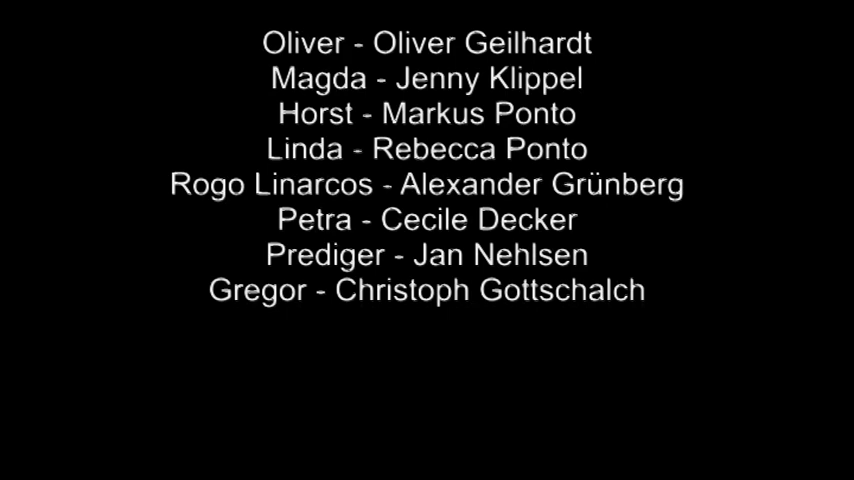 Oliver - Oliver Geilhardt
Magda - Jenny Klippel
Horst - Markus Ponto
Linda - Rebecca Ponto
Rogo Linarcos - Alexander Grünberg
Petra - Cecile Decker
Prediger - Jan Nehlsen
Gregor - Christoph Gottschalch